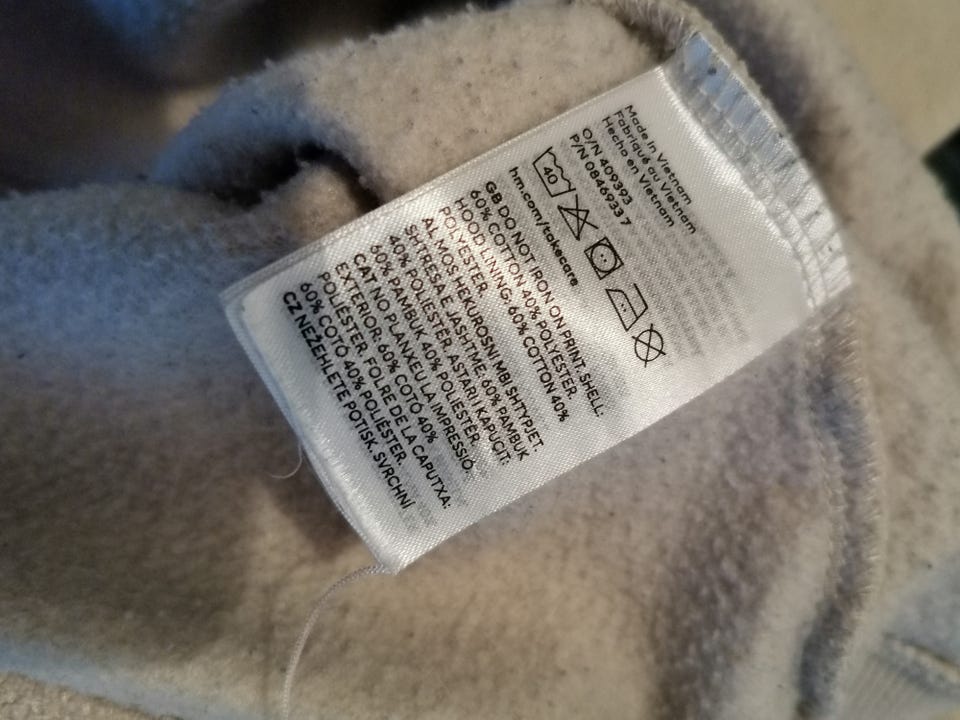 Made in Vietnam
Fabriqué au Vietnam
Hecho en Vietnam
O/N 409393
P/N 08469337
40
hm.com/takecare
GB DO NOT IRON ON PRINT. SHELL:
60% COTTON 40% POLYESTER.
HOOD LINING: 60% COTTON 40%
POLYESTER.
AL MOS HEKUROSNI MBI SHTYPJET.
SHTRESA E JASHTME: 60% PAMBUK
40% POLIESTER. ASTARI I KAPUÇIT:
60% PAMBUK 40% POLIESTER.
CAT NO PLANXEU LA IMPRESSIÓ.
EXTERIOR: 60% COTÓ 40%
POLIÈSTER. FOLRE DE LA CAPUTXA:
60% COTÓ 40% POLIÈSTER.
CZ NEŽEHLETE POTISK. SVRCHNÍ